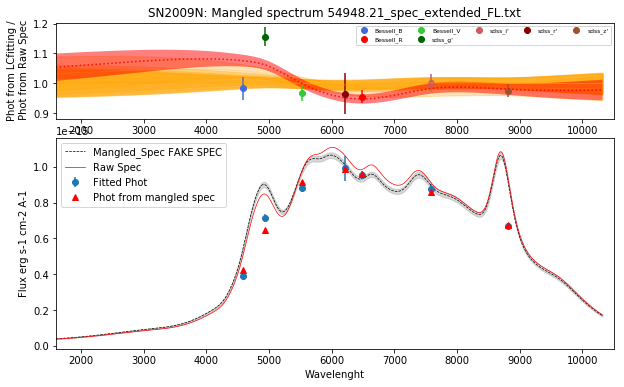 SN2009N: Mangled spectrum 54948.21_spec_extended_FL.txt
Phot from LCfitting /
Phot from Raw Spec
1.2
1.1
1.0
0.9
Bessell_B
Bessell_R
Bessell_V
sdss_g'
sdss_i'
sdss_r'
sdss_z'
2000 3000 4000 5000 6000 7000 8000 9000 10000
Flux erg s-1 cm-2 A-1
1.0
0.8
0.6
0.4
0.2
0.0
Mangled_Spec FAKE SPEC
Raw Spec
Fitted Phot
Phot from mangled spec
2000 3000 4000 5000 6000 7000 8000 9000 10000
Wavelenght